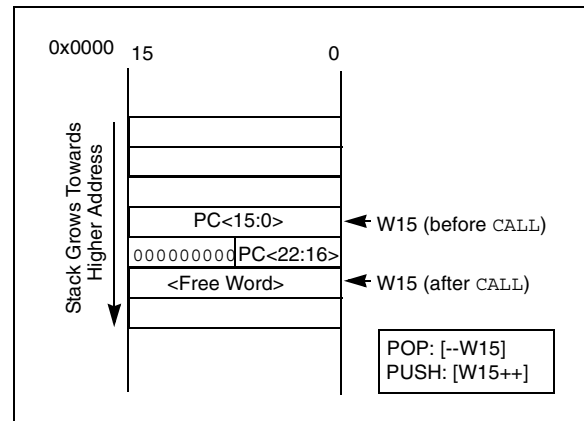 0x0000
15 0
Stack Grows Towards
Higher Address
PC<15:0>
W15 (before CALL)
000000000 PC<22:16>
<Free Word>
W15 (after CALL)
POP: [--W15]
PUSH: [W15++]